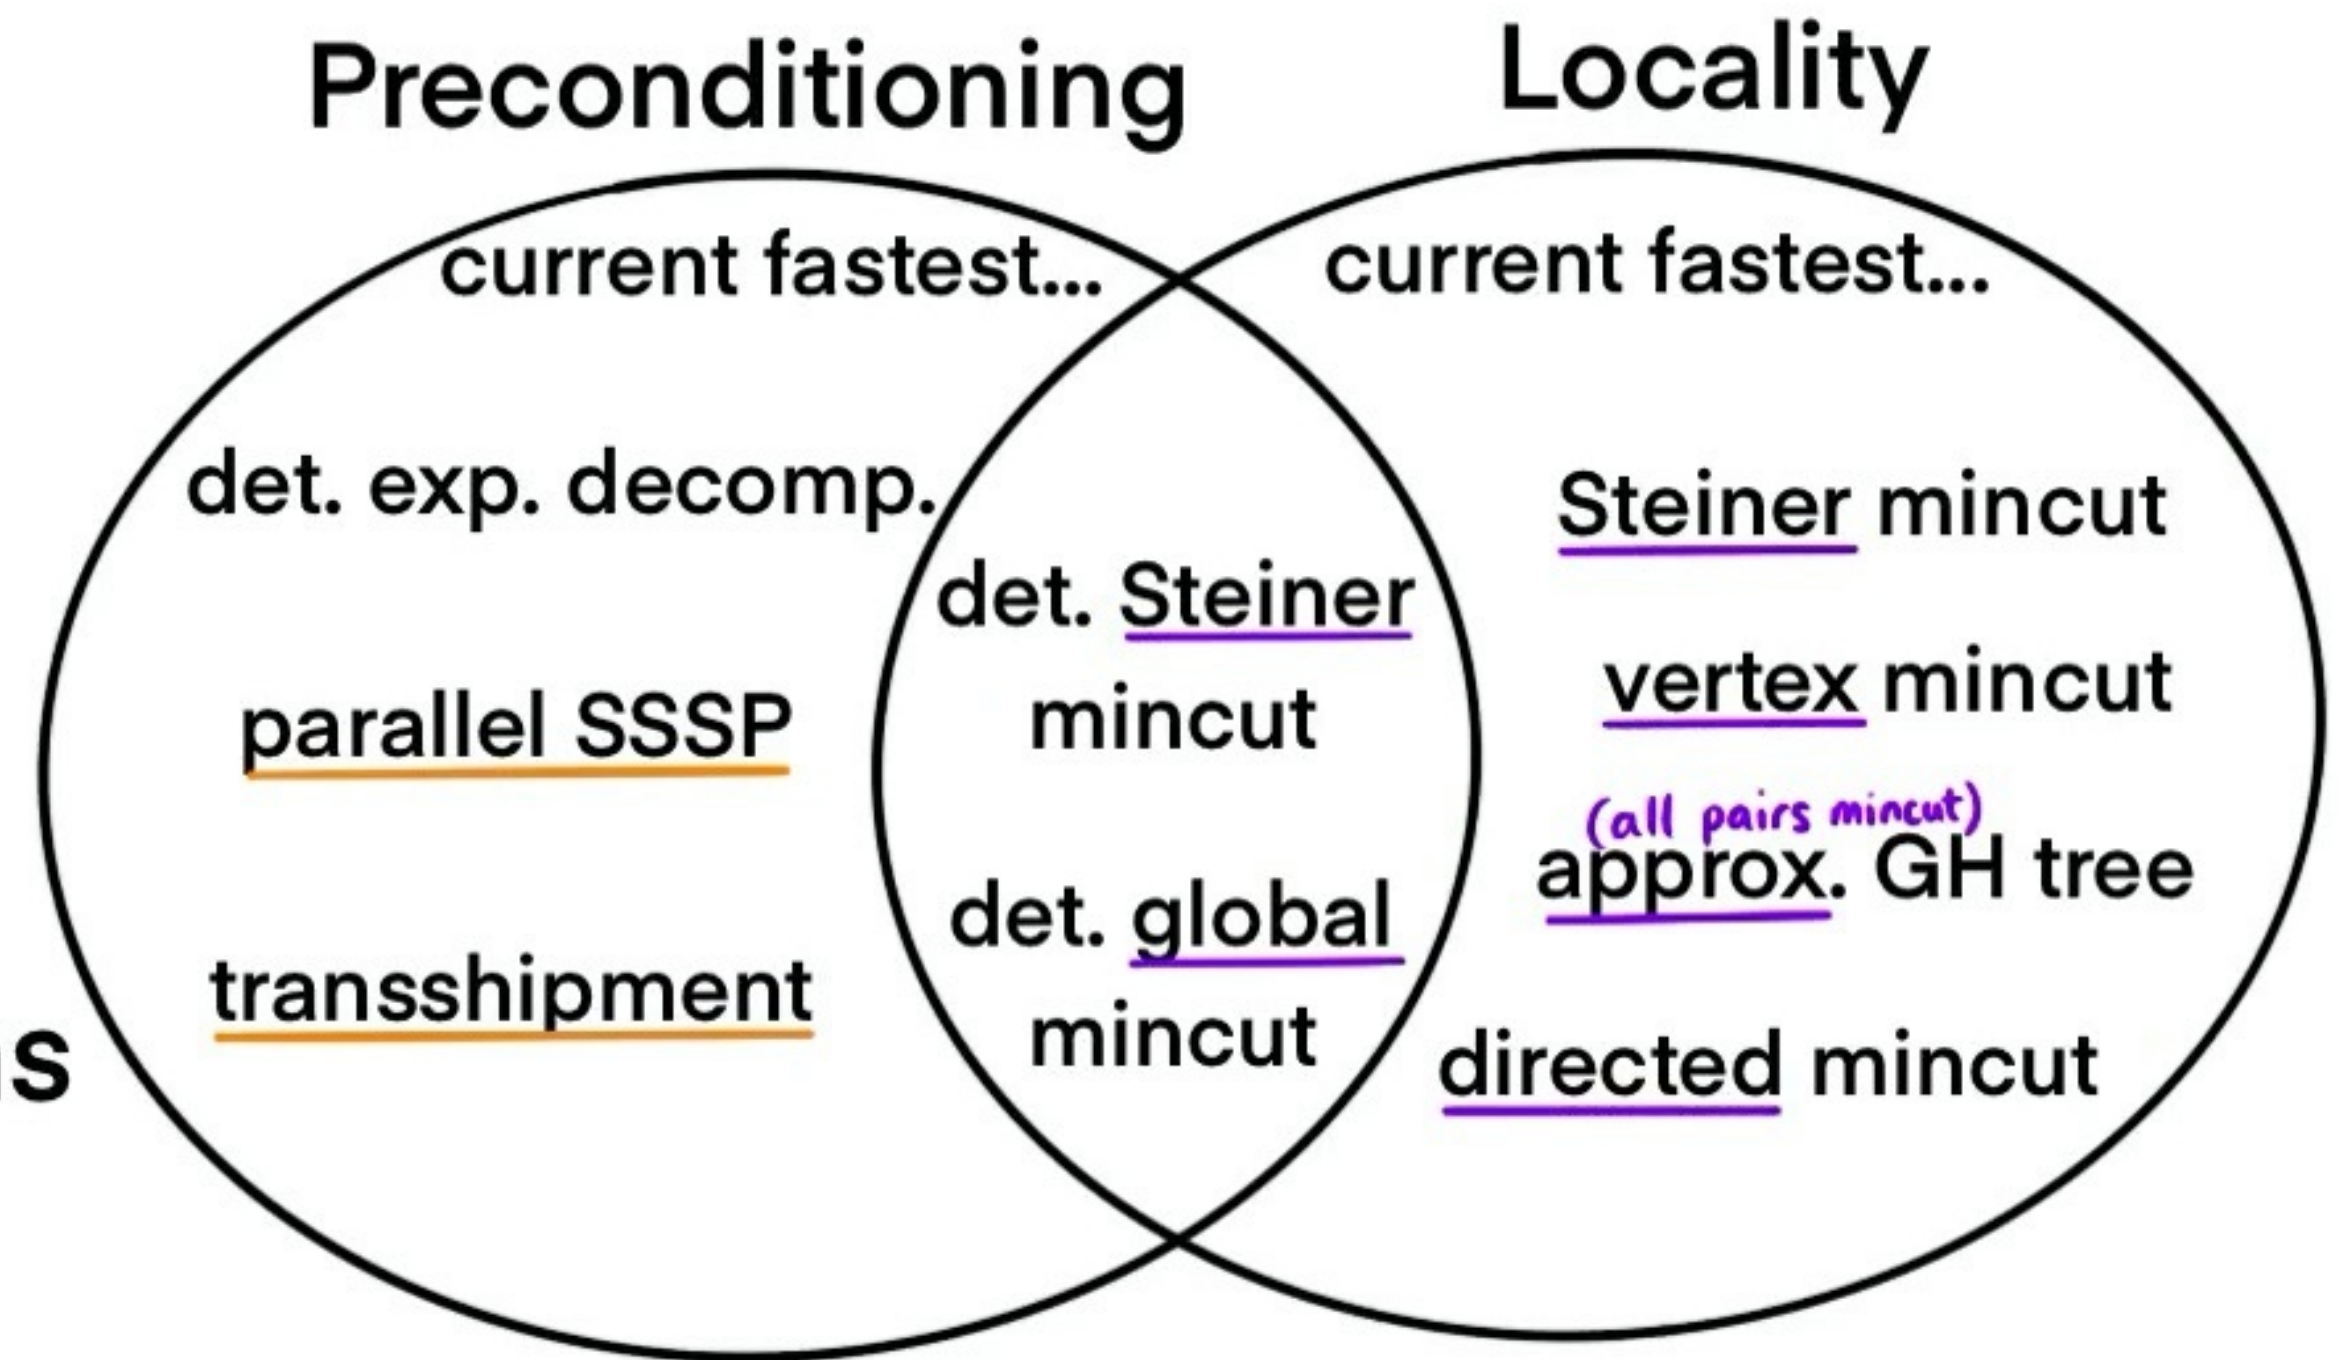 Preconditioning
Locality
current fastest...
current fastest...
det. exp. decomp.
parallel SSSP
transshipment
det. Steiner
mincut
det. global
mincut
Steiner mincut
vertex mincut
(all pairs mincut)
approx. GH tree
directed mincut